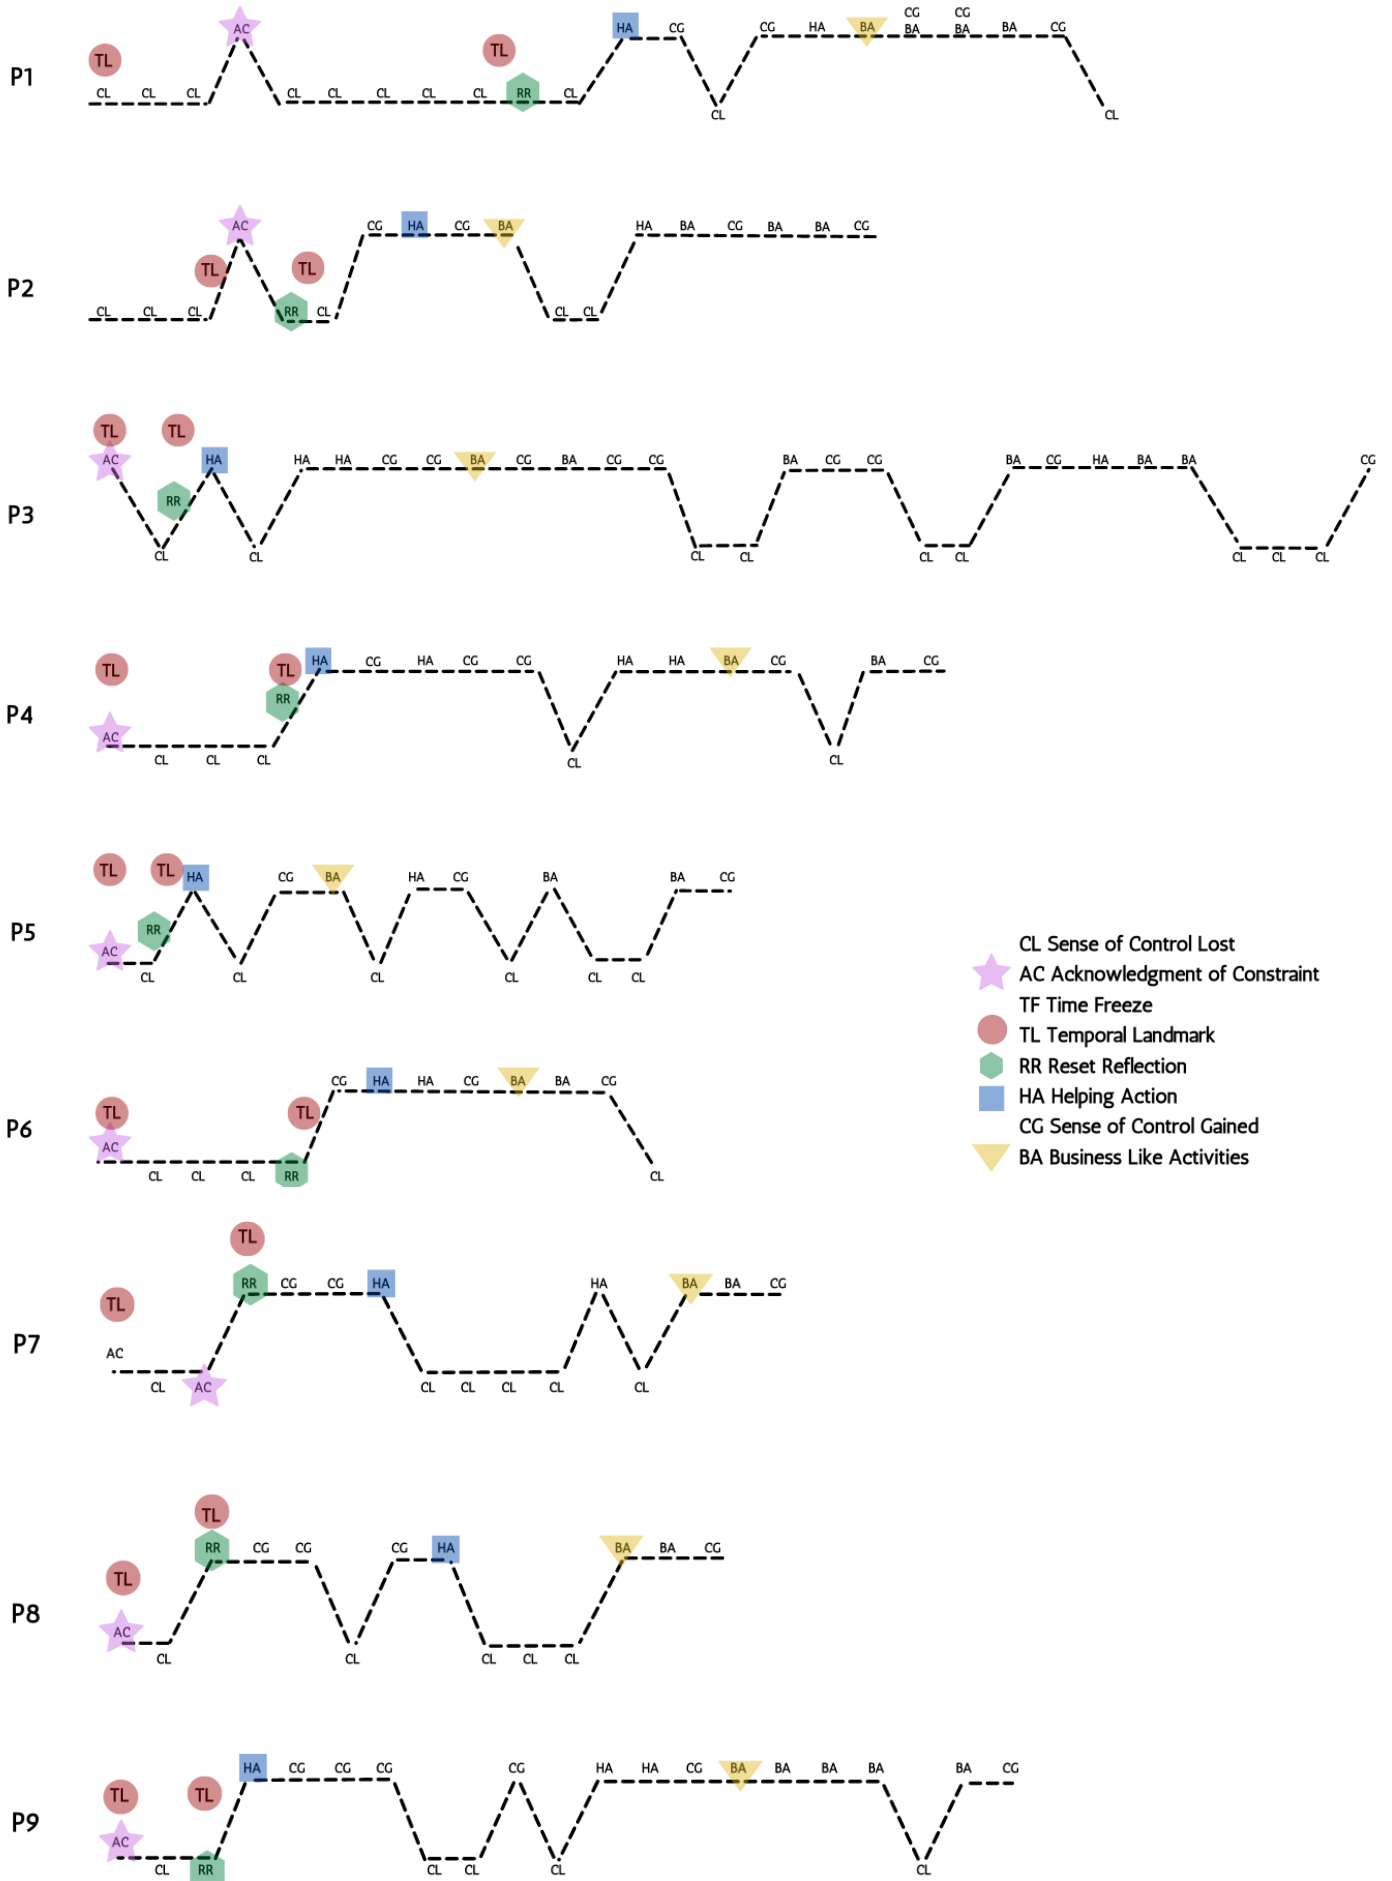 CG CG
AC HA CG CG HA BA BA BA BA CG
TL TL
P1
CL CL CL CL CL CL CL CL RR CL
CL CL
AC CG HA CG BA HA BA CG BA BA CG
TL TL
P2
CL CL CL RR CL CL CL
TL TL
AC HA HA HA CG CG BA CG BA CG CG BA CG CG BA CG HA BA BA CG
RR
P3
CL CL CL CL CL CL CL CL CL
TL TL HA CG HA CG CG HA HA BA CG BA CG
RR
P4
AC
CL CL CL CL CL
TL TL HA CG BA HA CG BA BA CG
RR
P5
AC
CL CL CL CL CL CL
CL Sense of Control Lost
AC Acknowledgment of Constraint
TF Time Freeze
TL Temporal Landmark
RR Reset Reflection
HA Helping Action
CG Sense of Control Gained
BA Business Like Activities
CG HA HA CG BA BA CG
TL TL
P6
AC
CL CL CL RR CL
TL
RR CG CG HA HA BA BA CG
TL
P7
AC
CL AC CL CL CL CL CL
TL
RR CG CG CG HA BA BA CG
TL
P8
AC
CL CL CL CL CL
HA CG CG CG CG HA HA CG BA BA BA BA BA CG
TL TL
P9
AC
CL RR CL CL CL CL